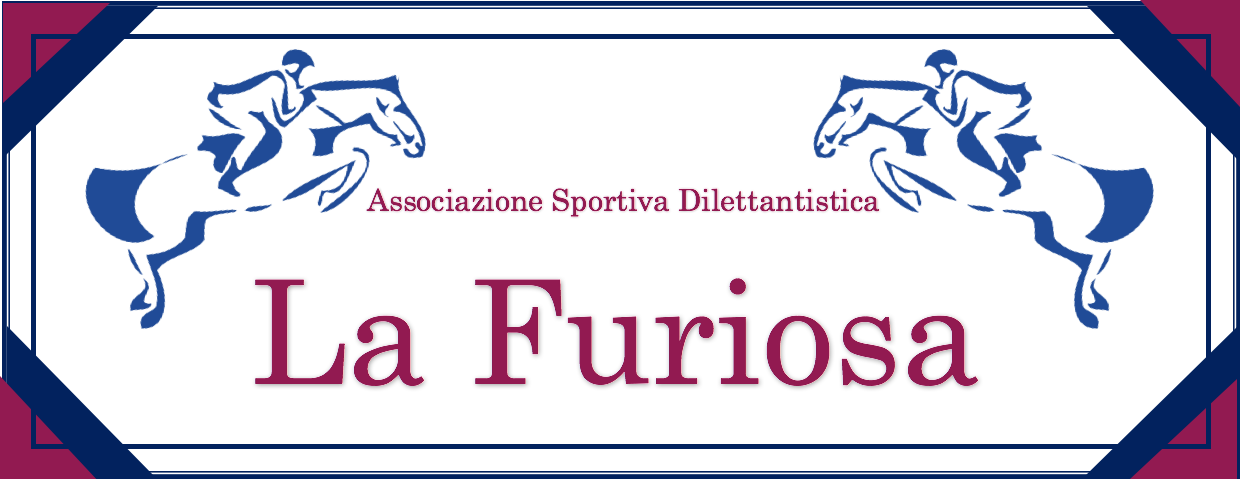 Associazione Sportiva Dilettantistica
La Furiosa